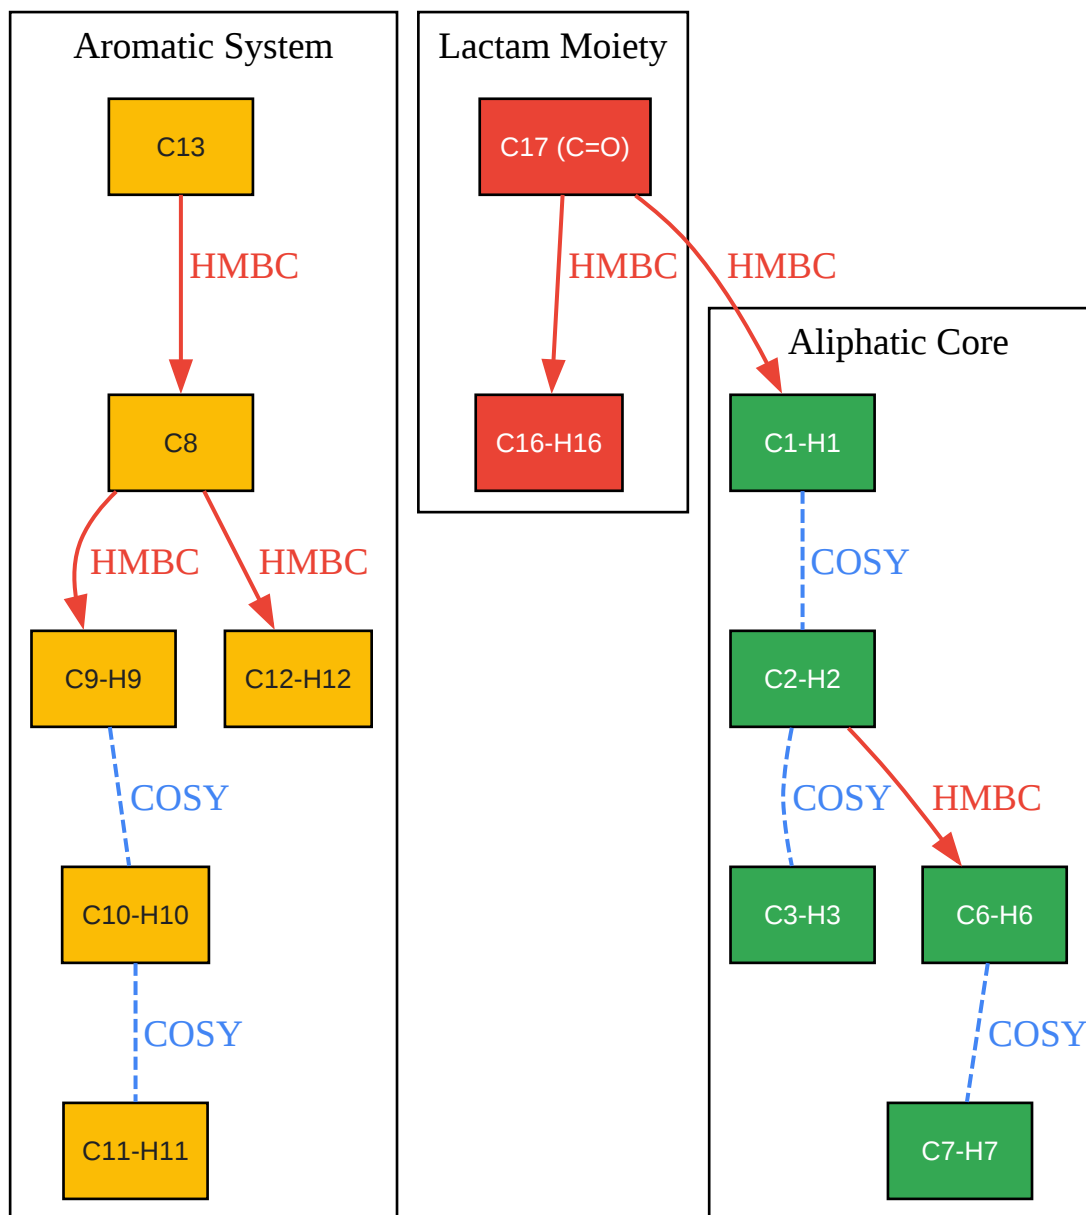 Aromatic System
Lactam Moiety
C13
C17 (C=O)
HMBC
HMBC
HMBC
Aliphatic Core
C8
C16-H16
C1-H1
HMBC
HMBC
COSY
C9-H9
C12-H12
C2-H2
COSY
COSY
HMBC
C10-H10
C3-H3
C6-H6
COSY
COSY
C11-H11
C7-H7